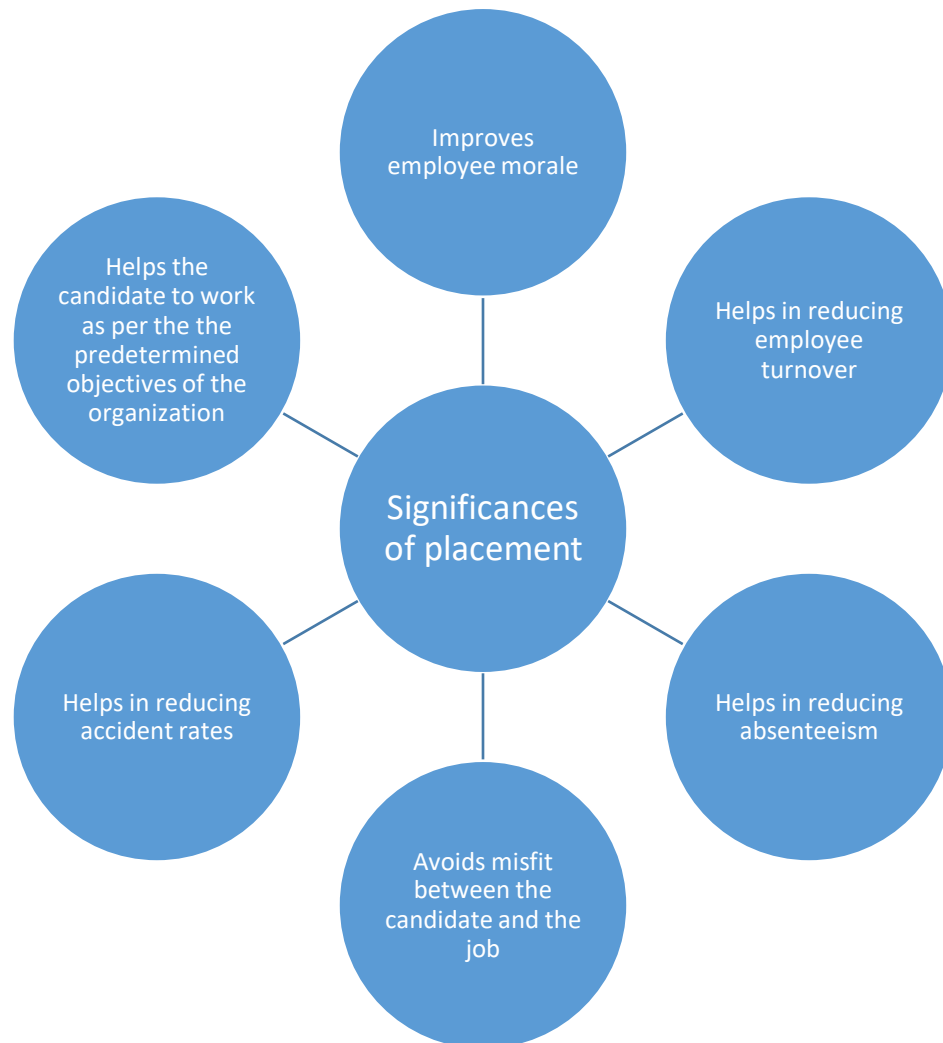 Improves
employee morale
Helps the
candidate to work
as per the the
predetermined
objectives of the
organization
Helps in reducing
employee
turnover
Significances
of placement
Helps in reducing
accident rates
Helps in reducing
absenteeism
Avoids misfit
between the
candidate and the
job